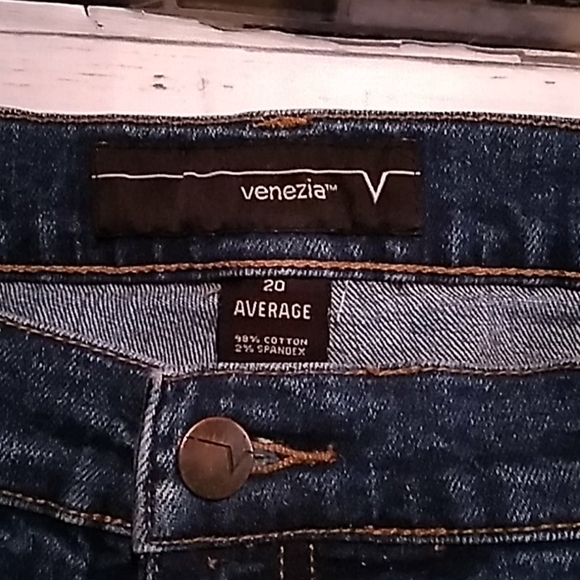 venezia™
20
AVERAGE
98% COTTON
2% SPANDEX